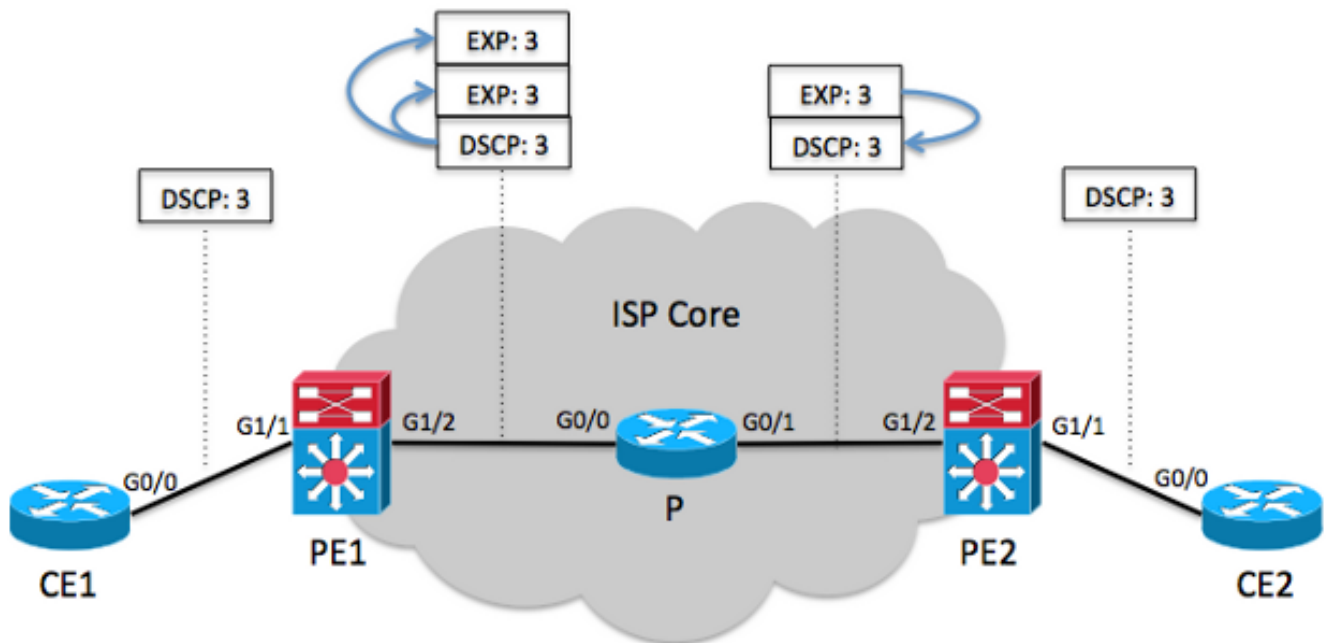 EXP: 3
EXP: 3
DSCP: 3
EXP: 3
DSCP: 3
DSCP: 3
DSCP: 3
ISP Core
G1/1
G1/2
G0/0
G0/1
G1/2
G1/1
G0/0
G0/0
P
PE1
PE2
CE1
CE2